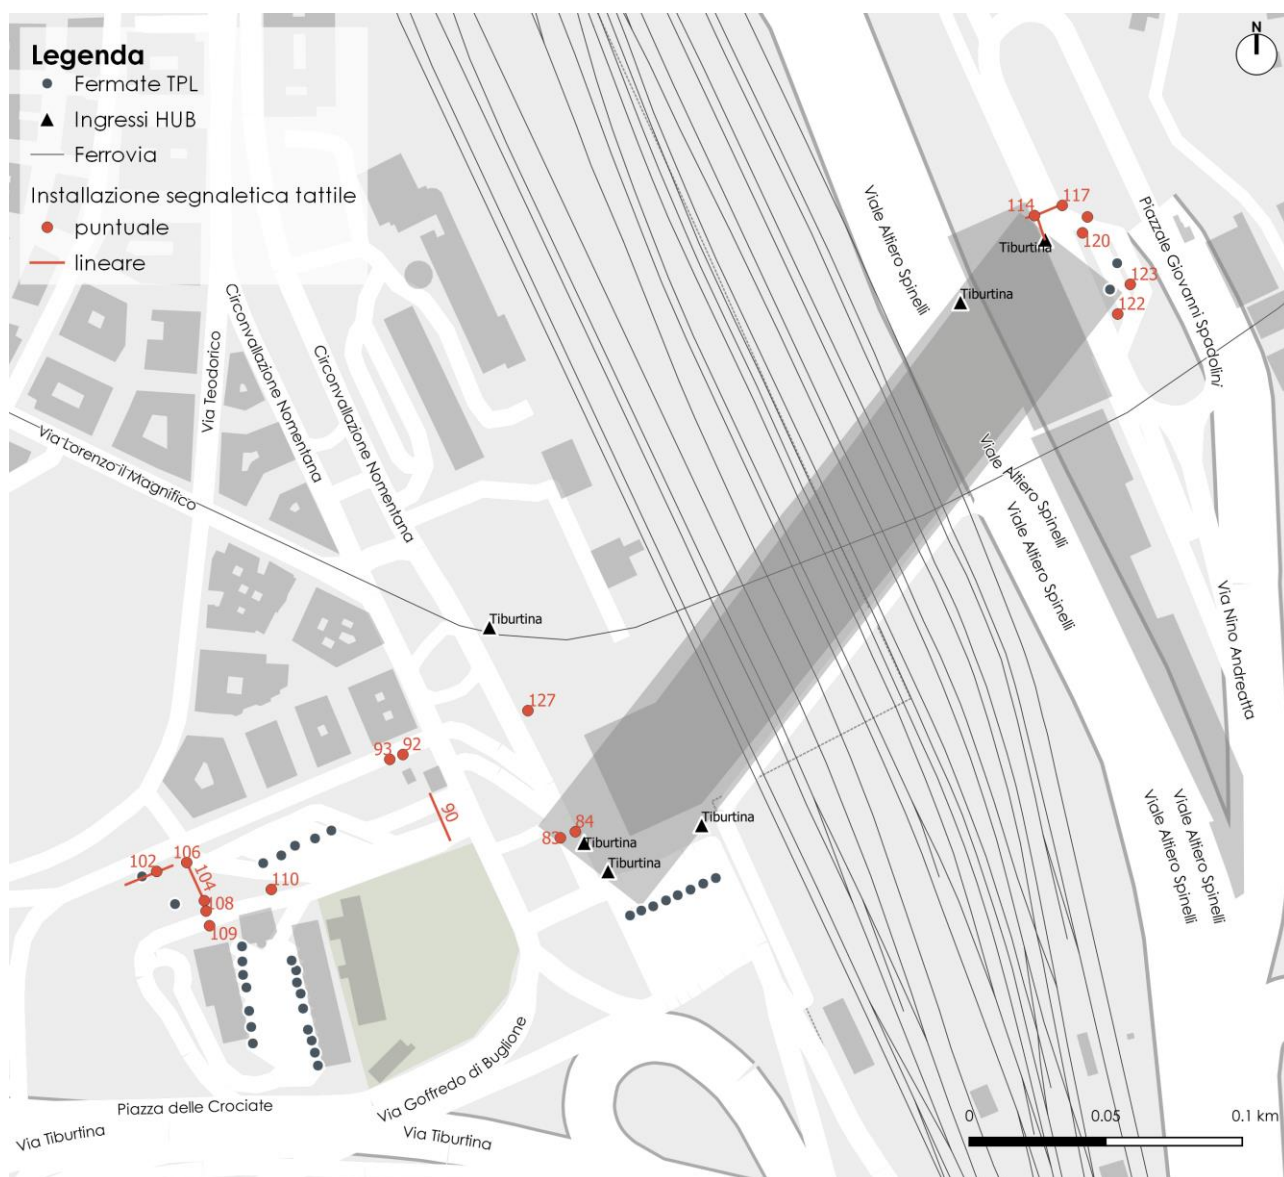 N
Legenda
Fermate TPL
Ingressi HUB
Ferrovia
Installazione segnaletica tattile
puntuale
lineare
Viale Altiero Spinelli
Piazzale Giovanni Spadolini
114
117
120
Tiburtina
123
122
Tiburtina
Circonvallazione Nomentana
Circonvallazione Nomentana
Via Teodorico
Via Lorenzo il Magnifico
Viale Altiero Spinelli
Viale Altiero Spinelli
Via Nino Andreatta
Tiburtina
127
93
92
90
84
83
Tiburtina
Tiburtina
Tiburtina
Viale Altiero Spinelli
Viale Altiero Spinelli
102
106
104
108
109
110
Via Goffredo di Buglione
Piazza delle Crociate
Via Tiburtina
Via Tiburtina
0
0.05
0.1 km